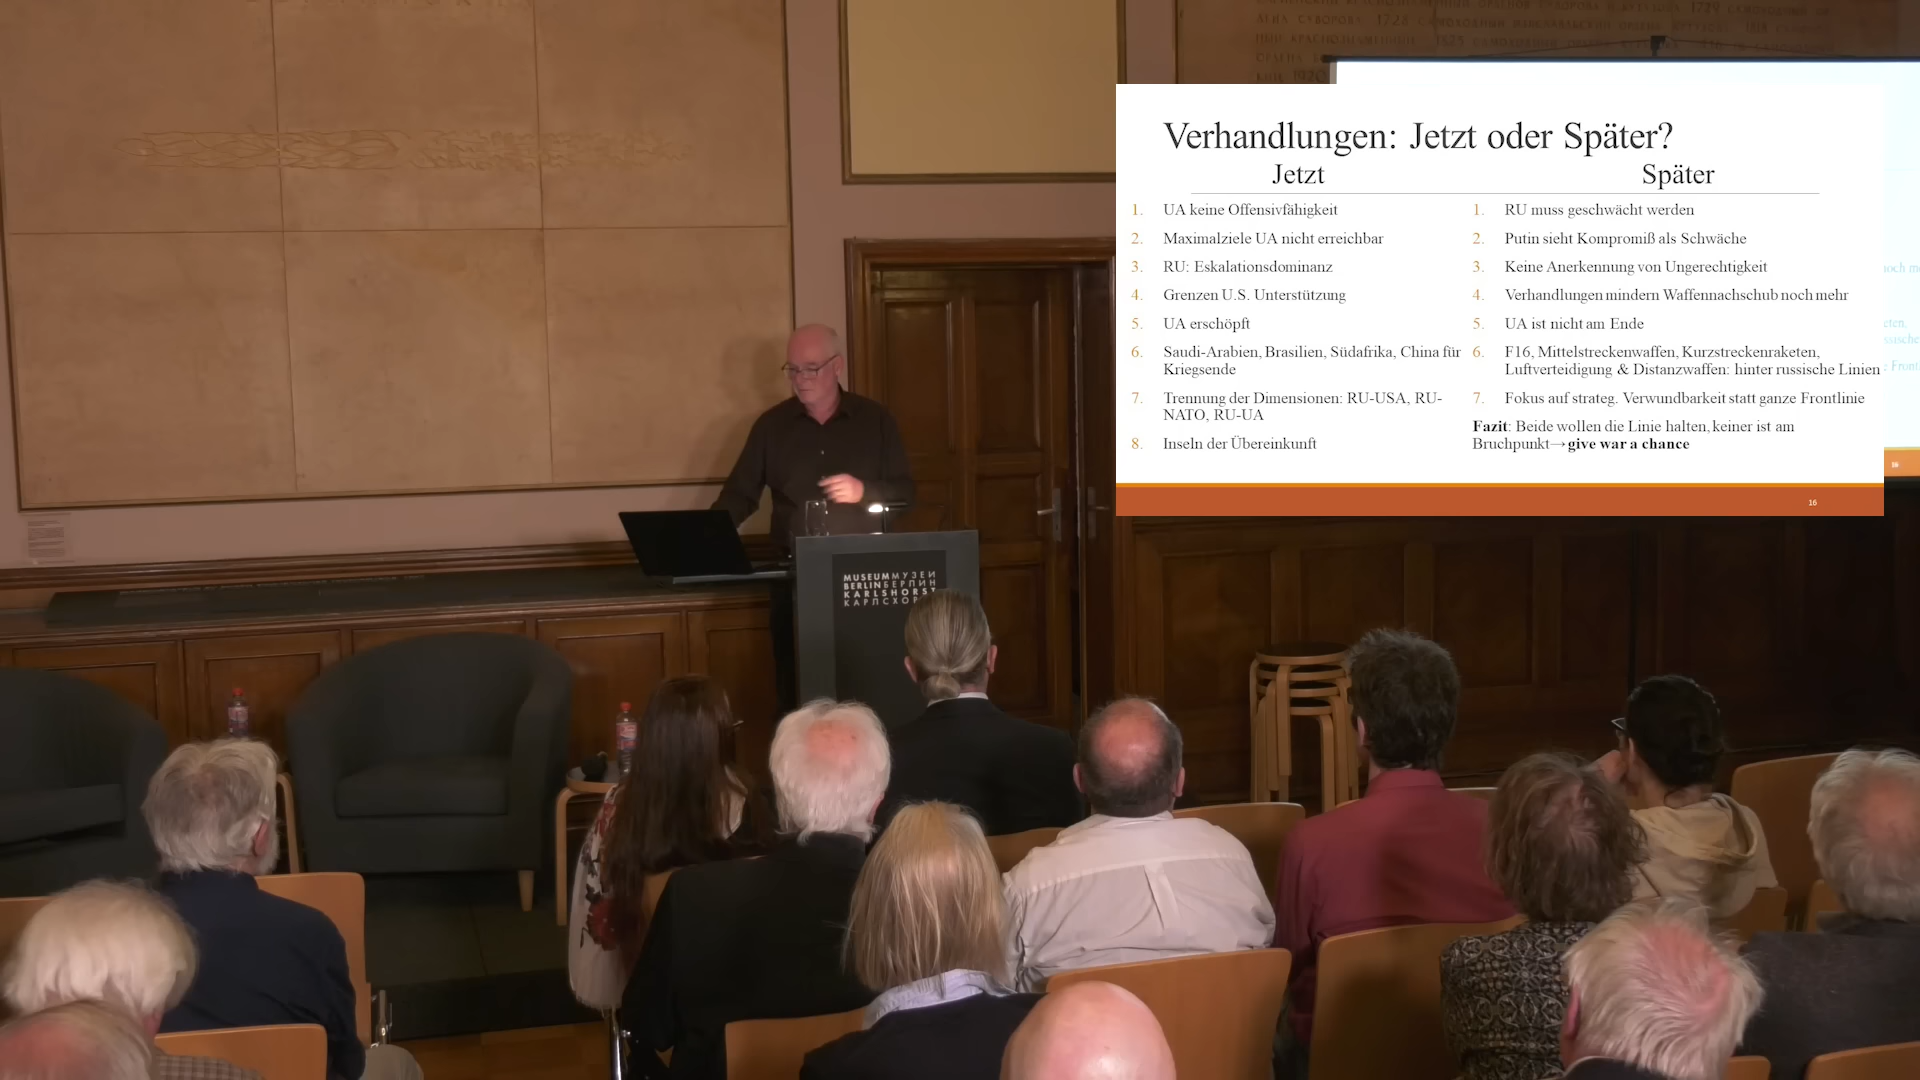 Verhandlungen: Jetzt oder Später?
Jetzt
1. UA keine Offensivfähigkeit
2. Maximalziele UA nicht erreichbar
3. RU: Eskalationsdominanz
4. Grenzen U.S. Unterstützung
5. UA erschöpft
6. Saudi-Arabien, Brasilien, Südafrika, China für
Kriegsende
7. Trennung der Dimensionen: RU-USA, RU-
NATO, RU-UA
8. Inseln der Übereinkunft
Später
1. RU muss geschwächt werden
2. Putin sieht Kompromiß als Schwäche
3. Keine Anerkennung von Ungerechtigkeit
4. Verhandlungen mindern Waffennachschub noch mehr
5. UA ist nicht am Ende
6. F16, Mittelstreckenwaffen, Kurzstreckenraketen,
Luftverteidigung & Distanzwaffen: hinter russische Linien
7. Fokus auf strateg. Verwundbarkeit statt ganze Frontlinie
Fazit: Beide wollen die Linie halten, keiner ist am
Bruchpunkt→give war a chance
16
MUSEUMМУЗЕЙ
BERLINБЕРЛИН
KARLSHORST